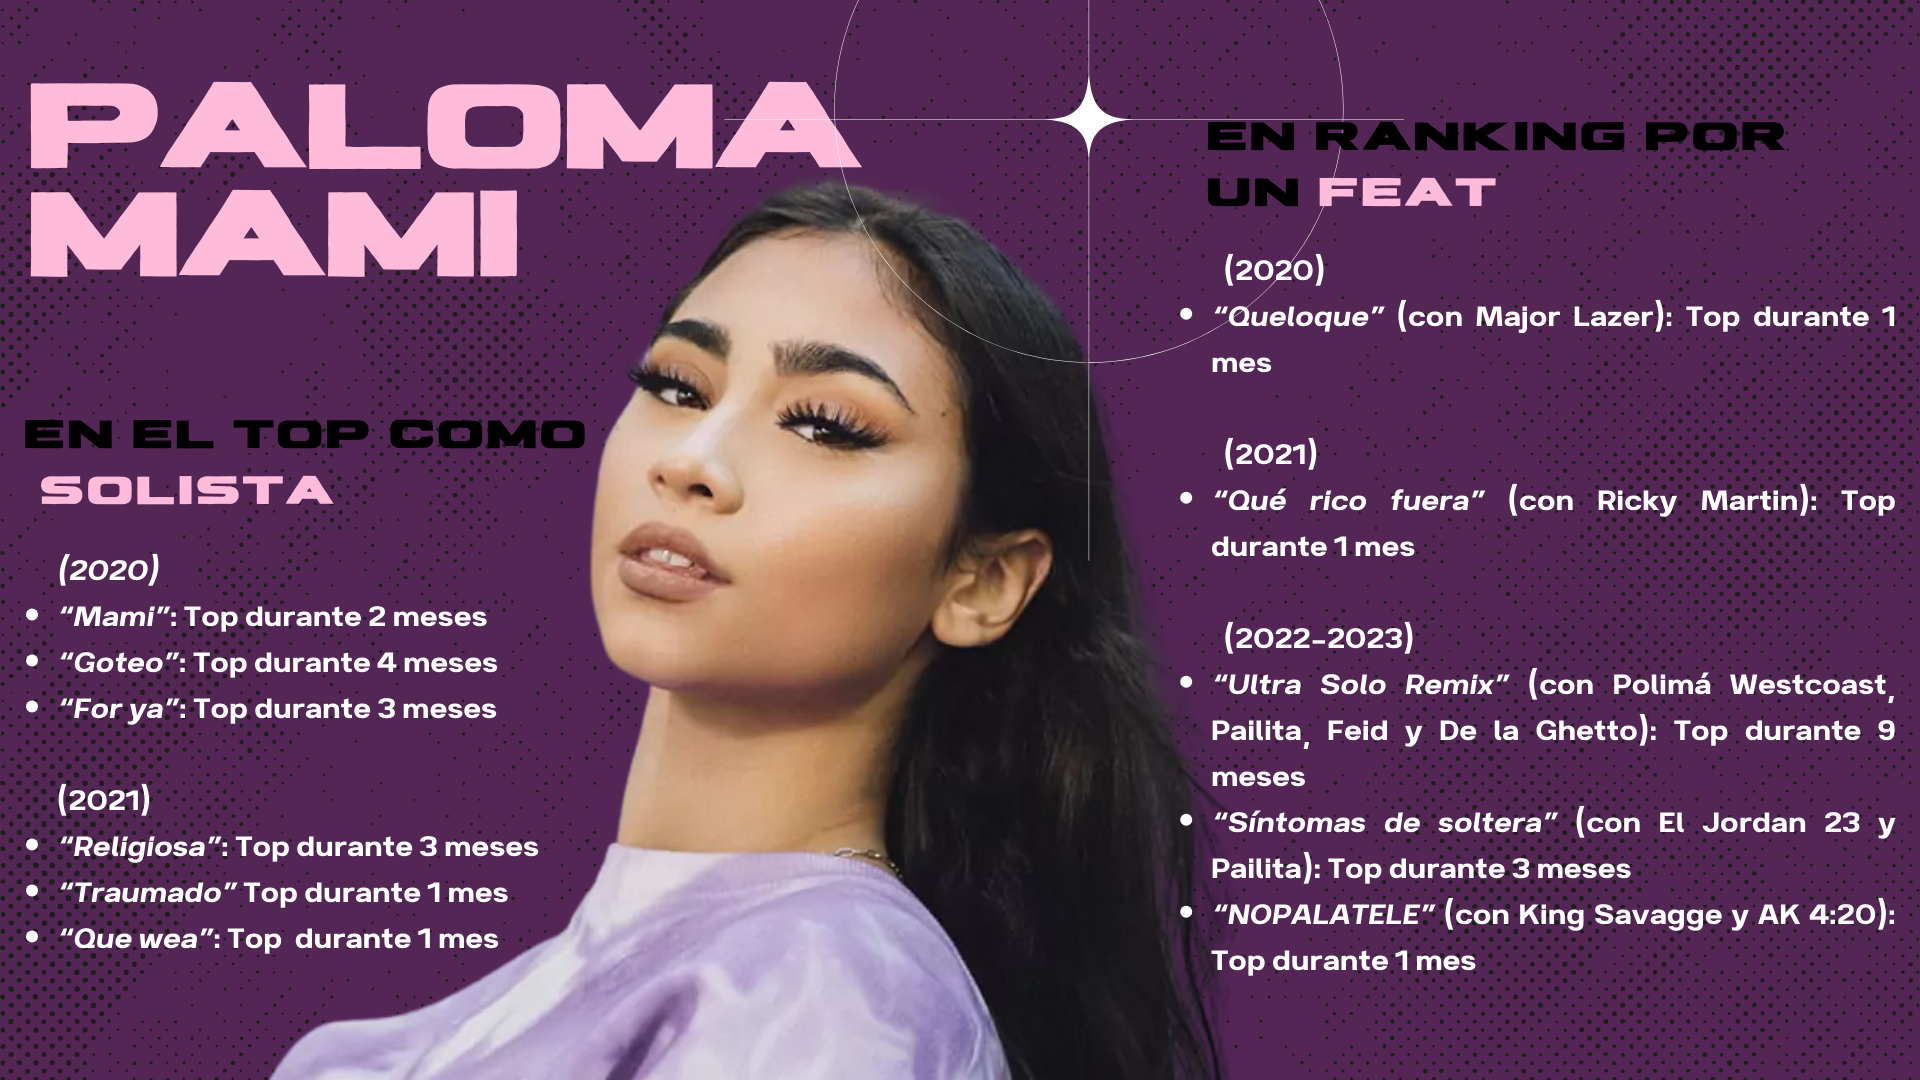 PALOMA
MAMI
EN EL TOP COMO
SOLISTA
(2020)
• “Mami”: Top durante 2 meses
• “Goteo”: Top durante 4 meses
• “For ya”: Top durante 3 meses
(2021)
• “Religiosa”: Top durante 3 meses
• “Traumado” Top durante 1 mes
• “Que wea”: Top durante 1 mes
EN RANKING POR
UN FEAT
(2020)
• “Queloque” (con Major Lazer): Top durante 1
mes
(2021)
• “Qué rico fuera” (con Ricky Martin): Top
durante 1 mes
(2022-2023)
• “Ultra Solo Remix” (con Polimá Westcoast,
Pailita, Feid y De la Ghetto): Top durante 9
meses
• “Síntomas de soltera” (con El Jordan 23 y
Pailita): Top durante 3 meses
• “NOPALATELE” (con King Savagge y AK 4:20):
Top durante 1 mes